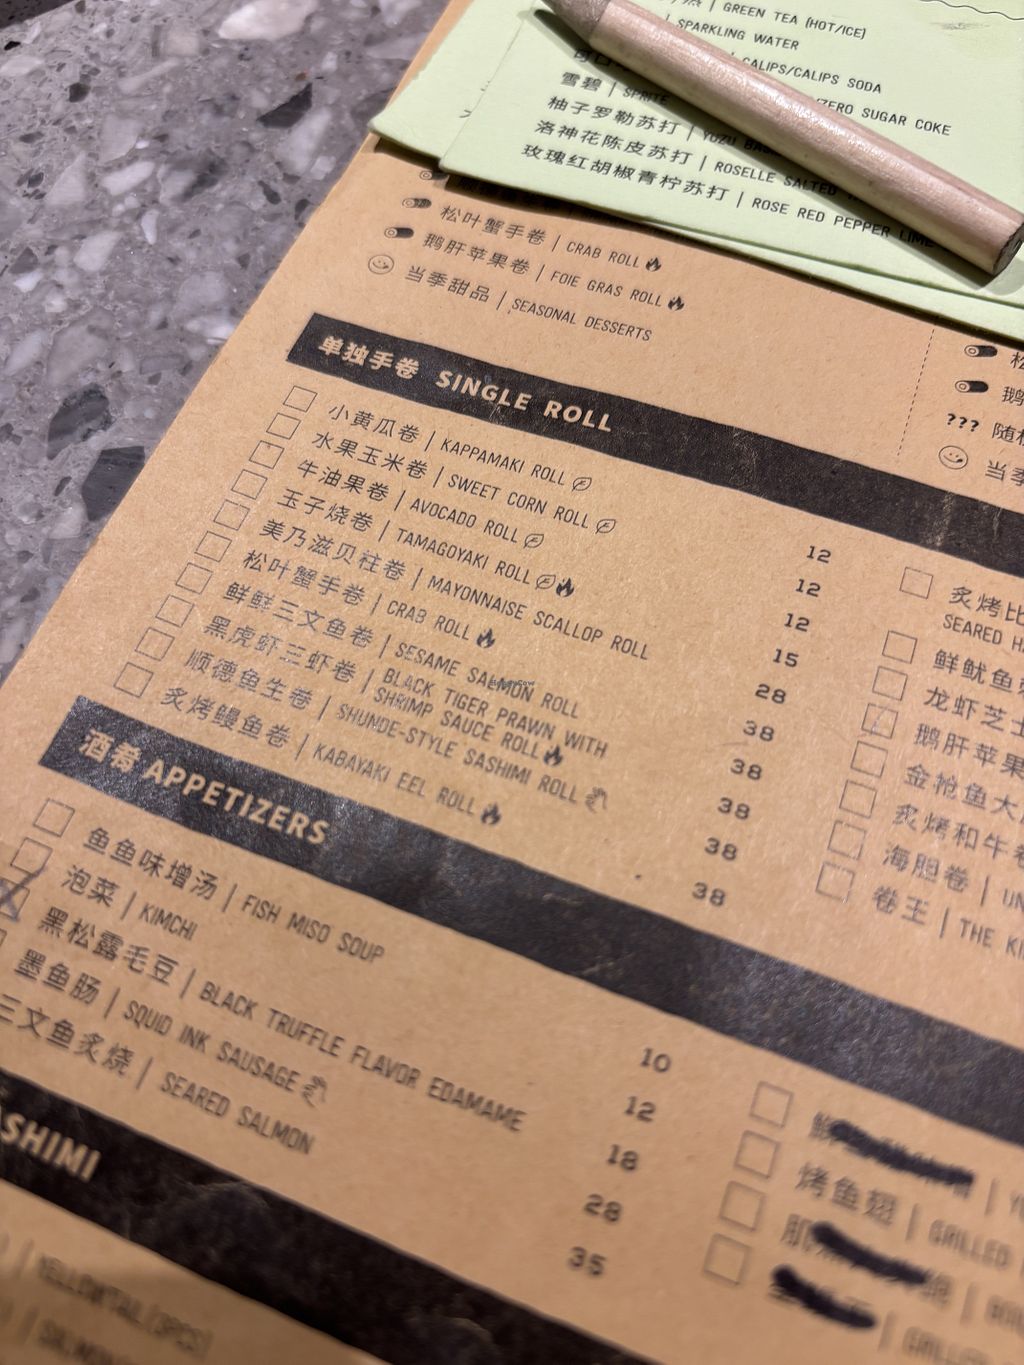 GREEN TEA (HOT/ICE)
SPARKLING WATER
CALIPS/CALIPS SODA
ZERO SUGAR COKE
雪碧 | SPRITE
柚子罗勒苏打 | YUZU
洛神花陈皮苏打 | ROSELLE SALTED
玫瑰红胡椒青柠苏打 | ROSE RED PEPPER LIME
松叶蟹手卷 | CRAB ROLL
鹅肝苹果卷 | FOIE GRAS ROLL
当季甜品 | SEASONAL DESSERTS
???
单独手卷 SINGLE ROLL
小黄瓜卷 | KAPPAMAKI ROLL 12
水果玉米卷 | SWEET CORN ROLL 12
牛油果卷 | AVOCADO ROLL 12
玉子烧卷 | TAMAGOYAKI ROLL 15
美乃滋贝柱卷 | MAYONNAISE SCALLOP ROLL 28
松叶蟹手卷 | CRAB ROLL 38
鲜鲑三文鱼卷 | SESAME SALMON ROLL 38
黑虎虾三虾卷 | BLACK TIGER PRAWN WITH
SHRIMP SAUCE ROLL 38
顺德鱼生卷 | SHUNDE-STYLE SASHIMI ROLL 38
炙烤鳗鱼卷 | KABAYAKI EEL ROLL 38
炙烤比
SEARED
鲜鱿鱼
龙虾芝士
鹅肝苹果
金枪鱼大
炙烤和牛卷
海胆卷 |
卷王 | THE
酒肴 APPETIZERS
鱼鱼味增汤 | FISH MISO SOUP 10
泡菜 | KIMCHI 12
黑松露毛豆 | BLACK TRUFFLE FLAVOR EDAMAME 18
墨鱼肠 | SQUID INK SAUSAGE 28
三文鱼炙烧 | SEARED SALMON 35
烤鱼翅 | GRILLED
SHIMI
YELLOWTAIL (3PCS)